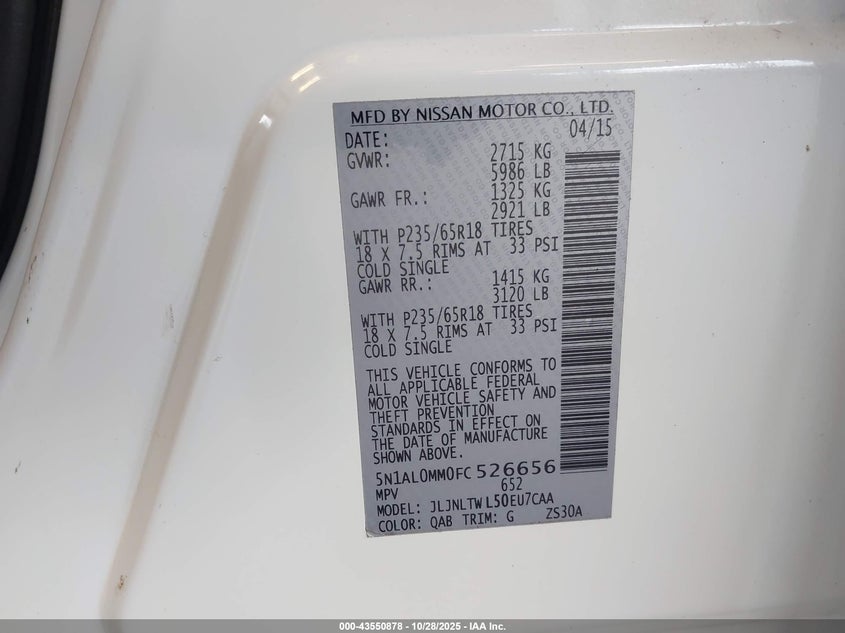 MFD BY NISSAN MOTOR CO., LTD.
DATE: 04/15
GVWR: 2715 KG
5986 LB
GAWR FR.: 1325 KG
2921 LB
WITH P235/65R18 TIRES
18 X 7.5 RIMS AT 33 PSI
COLD SINGLE
GAWR RR.: 1415 KG
3120 LB
WITH P235/65R18 TIRES
18 X 7.5 RIMS AT 33 PSI
COLD SINGLE
THIS VEHICLE CONFORMS TO
ALL APPLICABLE FEDERAL
MOTOR VEHICLE SAFETY AND
THEFT PREVENTION
STANDARDS IN EFFECT ON
THE DATE OF MANUFACTURE
SHOWN ABOVE.
5N1AL0MM0FC526656
MPV 652
MODEL: JLJNLTWL50EU7CAA
COLOR: QAB TRIM: G ZS30A
000-43550878 | 10/28/2025 - IAA Inc.